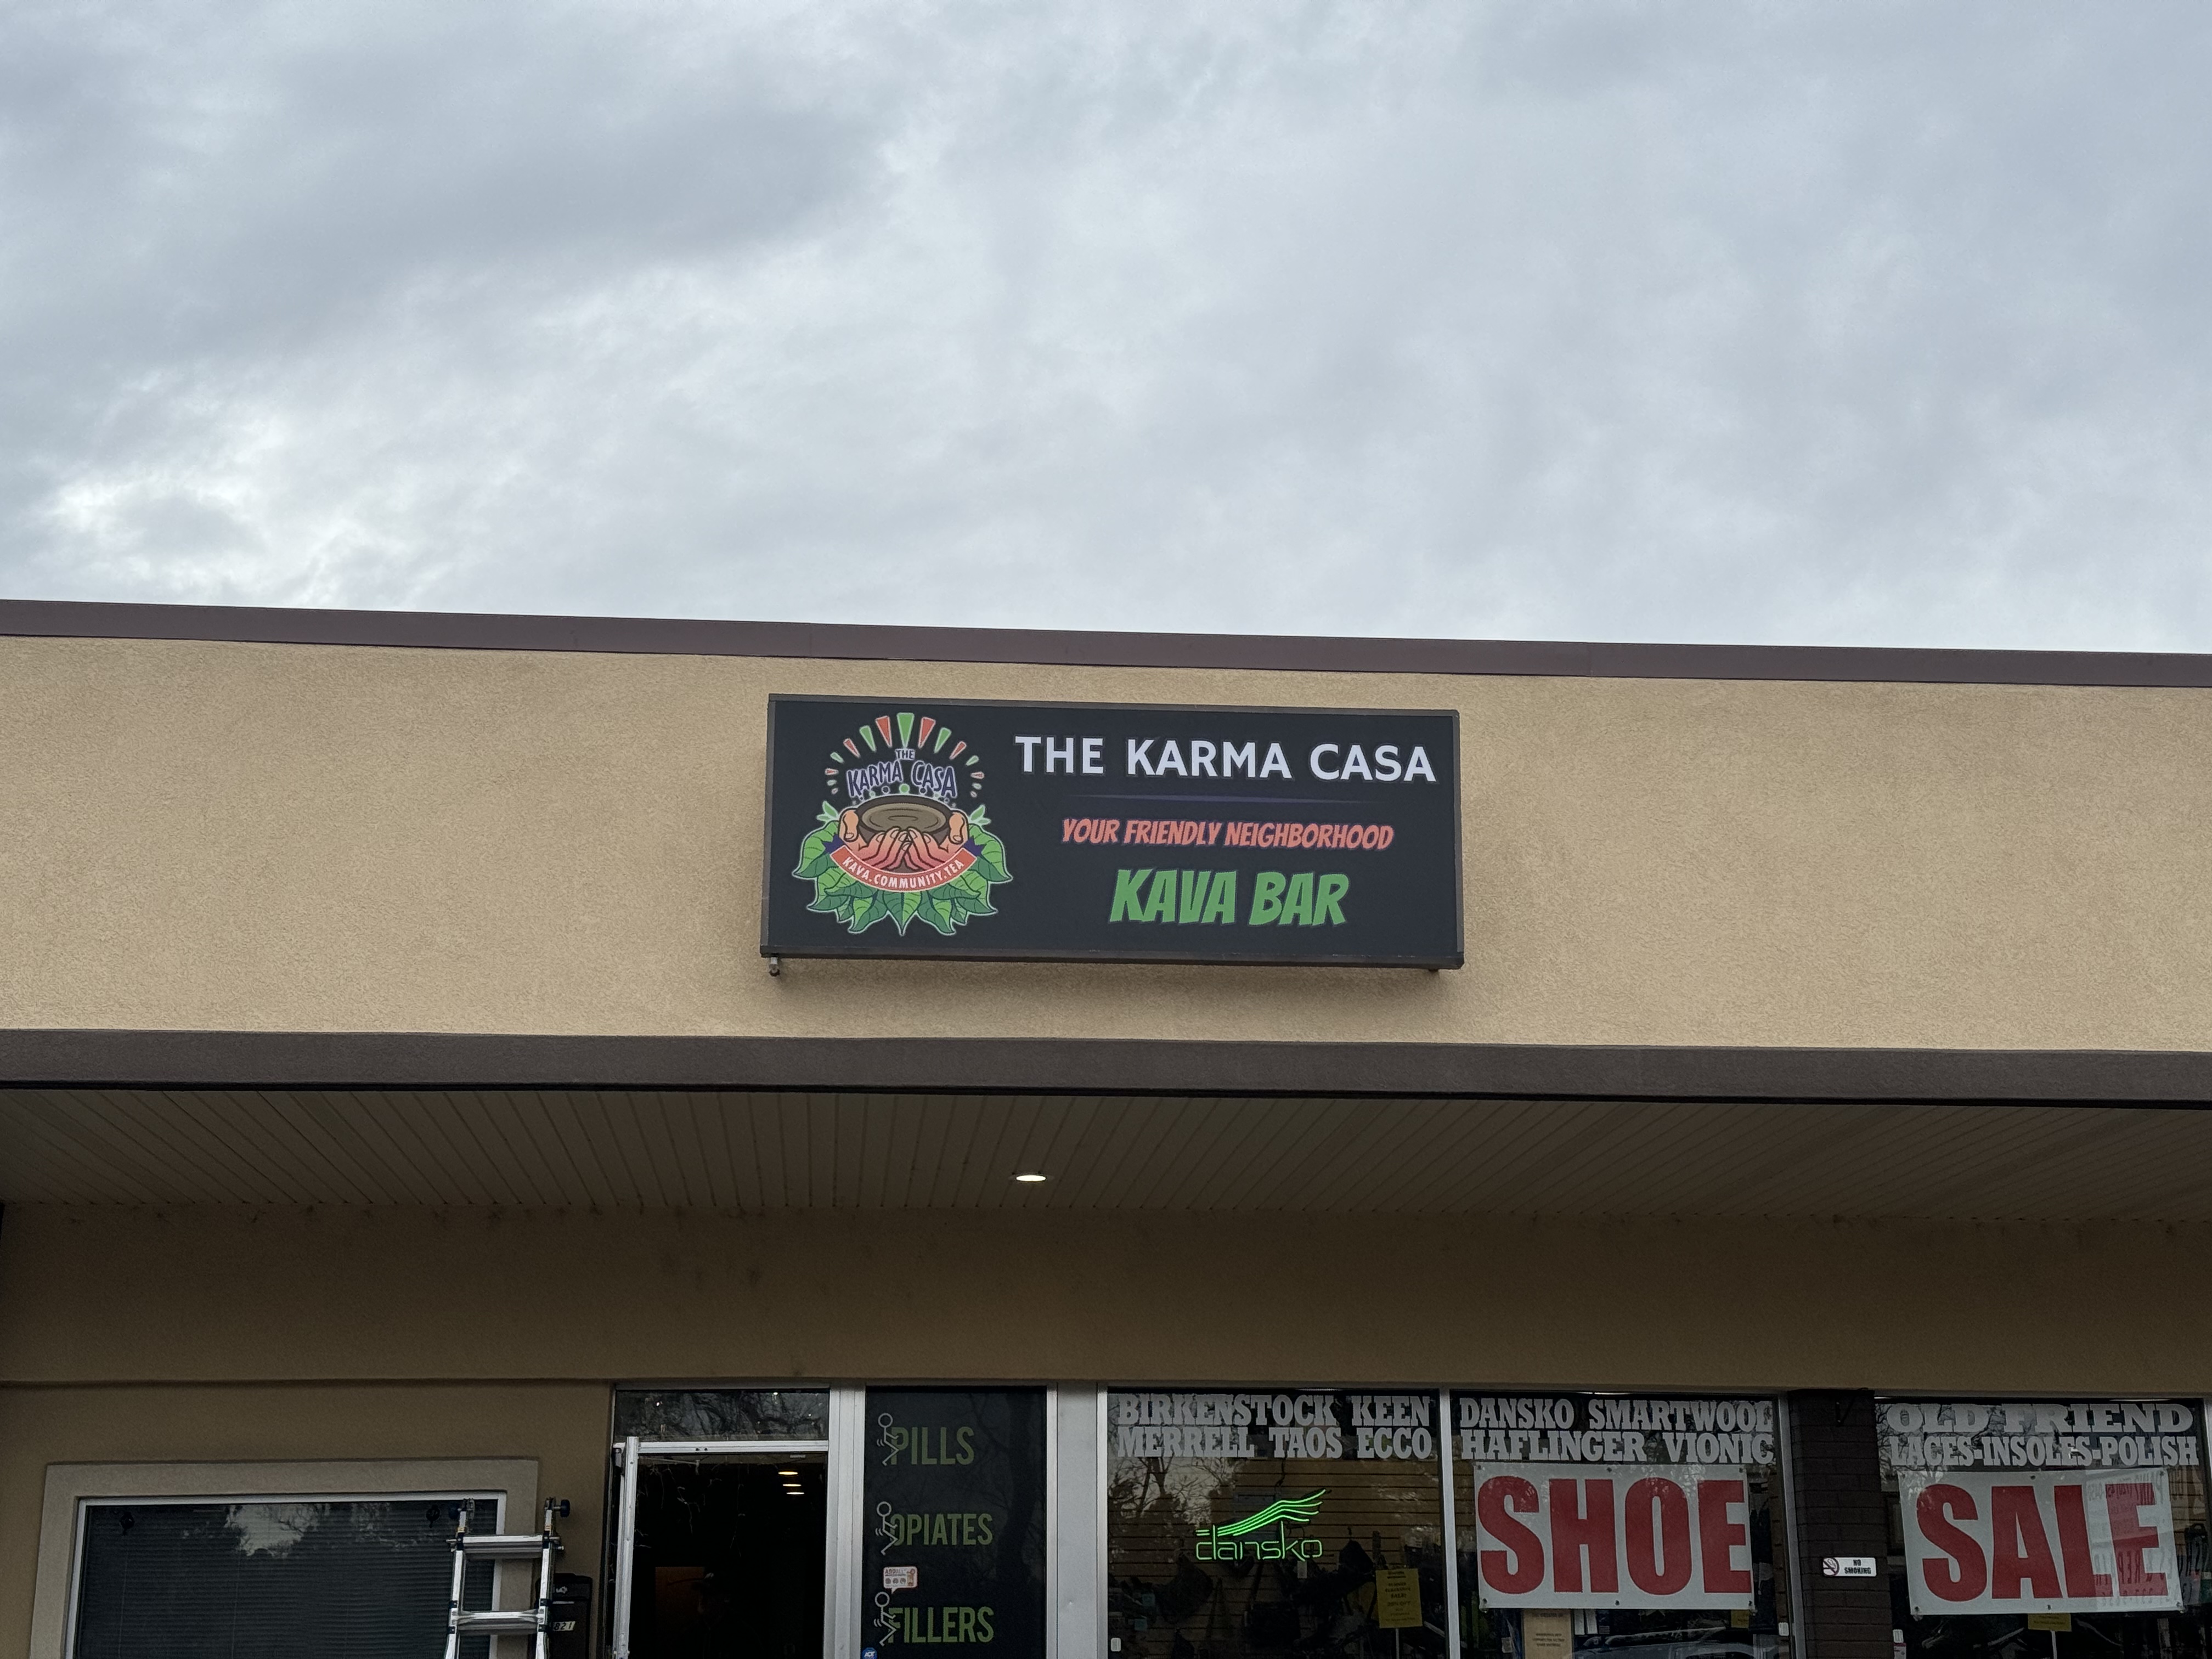 THE
KARMA CASA
KAVA.COMMUNITY.TEA
THE KARMA CASA
YOUR FRIENDLY NEIGHBORHOOD
KAVA BAR
PILLS
OPIATES
FILLERS
821
BIRKENSTOCK KEEN
MERRELL TAOS ECCO
dansko
DANSKO SMARTWOOL
HAFLINGER VIONIC
SHOE
NO
SMOKING
OLD FRIEND
LACES-INSOLES-POLISH
SALE